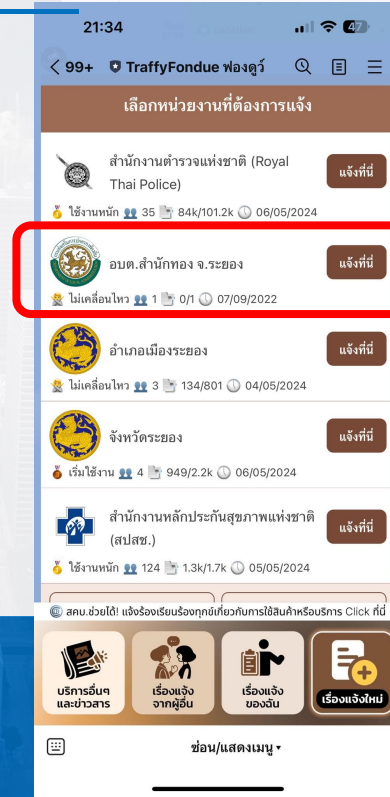 21:34
47
99+ TraffyFondue ฟองดูว์
เลือกหน่วยงานที่ต้องการแจ้ง
สำนักงานตำรวจแห่งชาติ (Royal
Thai Police)
แจ้งที่นี่
ใช้งานหนัก 35 84k/101.2k 06/05/2024
อบต.สำนักทอง จ.ระยอง
แจ้งที่นี่
ไม่เคลื่อนไหว 1 0/1 07/09/2022
อำเภอเมืองระยอง
แจ้งที่นี่
ไม่เคลื่อนไหว 3 134/801 04/05/2024
จังหวัดระยอง
แจ้งที่นี่
เริ่มใช้งาน 4 949/2.2k 06/05/2024
สำนักงานหลักประกันสุขภาพแห่งชาติ
(สปสช.)
แจ้งที่นี่
ใช้งานหนัก 124 1.3k/1.7k 05/05/2024
สคบ.ช่วยได้! แจ้งร้องเรียนร้องทุกข์เกี่ยวกับการใช้สินค้าหรือบริการ Click ที่นี่
บริการอื่นๆ
และข่าวสาร
เรื่องแจ้ง
จากผู้อื่น
เรื่องแจ้ง
ของฉัน
เรื่องแจ้งใหม่
ซ่อน/แสดงเมนู